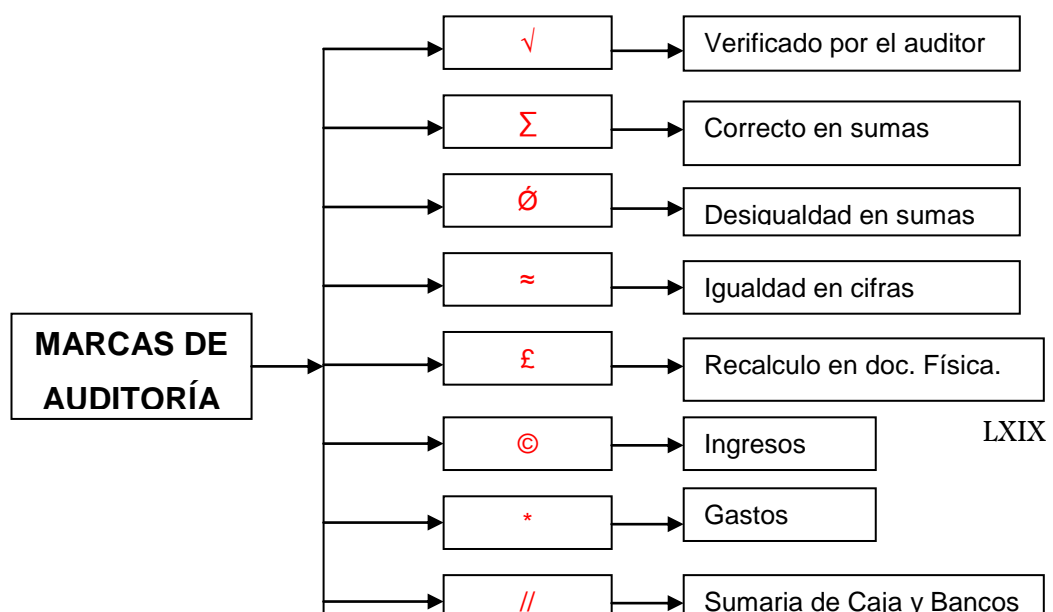 √ Verificado por el auditor
∑ Correcto en sumas
Ǿ Desigualdad en sumas
≈ Igualdad en cifras
MARCAS DE
AUDITORÍA
£ Recalculo en doc. Física.
LXIX
© Ingresos
* Gastos
// Sumaria de Caja y Bancos